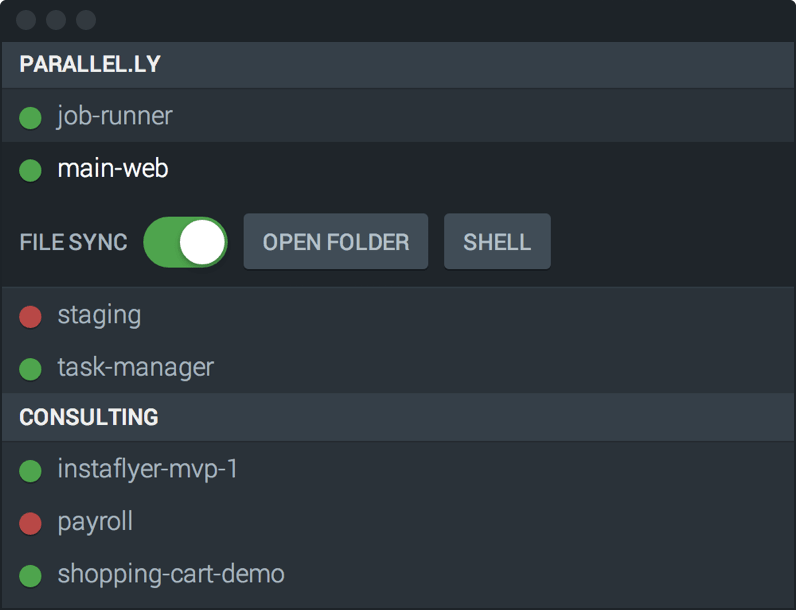 PARALLEL.LY
job-runner
main-web
FILE SYNC OPEN FOLDER SHELL
staging
task-manager
CONSULTING
instaflyer-mvp-1
payroll
shopping-cart-demo